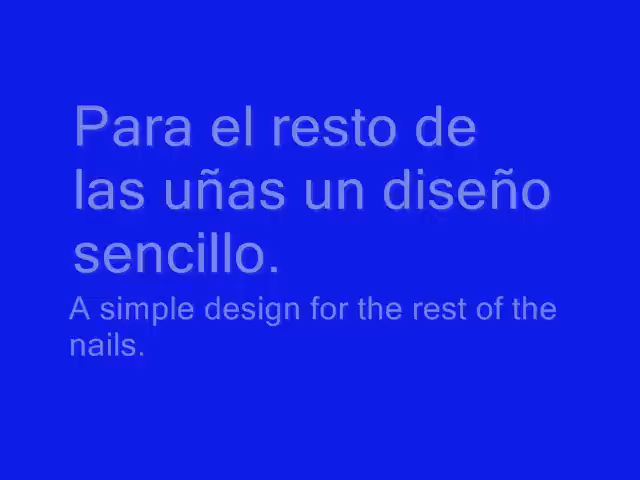 Para el resto de
las uñas un diseño
sencillo.
A simple design for the rest of the
nails.